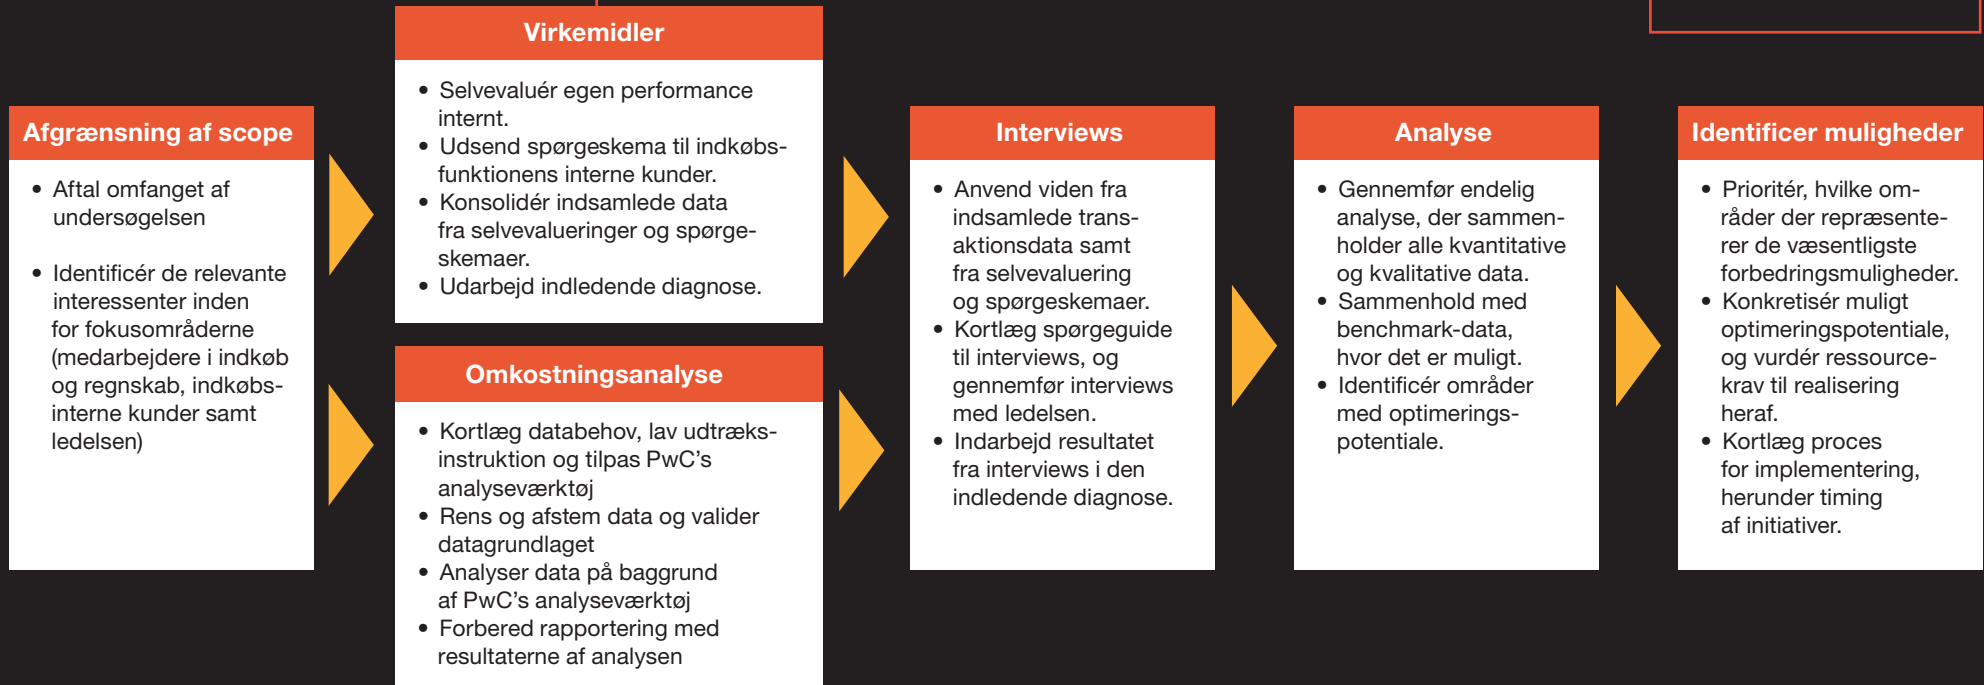 Afgrænsning af scope
• Aftal omfanget af
undersøgelsen
• Identificér de relevante
interessenter inden
for fokusområderne
(medarbejdere i indkøb
og regnskab, indkøbs-
interne kunder samt
ledelsen)
Virkemidler
• Selvevaluér egen performance
internt.
• Udsend spørgeskema til indkøbs-
funktionens interne kunder.
• Konsolidér indsamlede data
fra selvevalueringer og spørge-
skemaer.
• Udarbejd indledende diagnose.
Omkostningsanalyse
• Kortlæg databehov, lav udtræks-
instruktion og tilpas PwC’s
analyseværktøj
• Rens og afstem data og valider
datagrundlaget
• Analyser data på baggrund
af PwC’s analyseværktøj
• Forbered rapportering med
resultaterne af analysen
Interviews
• Anvend viden fra
indsamlede trans-
aktionsdata samt
fra selvevaluering
og spørgeskemaer.
• Kortlæg spørgeguide
til interviews, og
gennemfør interviews
med ledelsen.
• Indarbejd resultatet
fra interviews i den
indledende diagnose.
Analyse
• Gennemfør endelig
analyse, der sammen-
holder alle kvantitative
og kvalitative data.
• Sammenhold med
benchmark-data,
hvor det er muligt.
• Identificér områder
med optimerings-
potentiale.
Identificer muligheder
• Prioritér, hvilke om-
råder der repræsente-
rer de væsentligste
forbedringsmuligheder.
• Konkretisér muligt
optimeringspotentiale,
og vurdér ressource-
krav til realisering
heraf.
• Kortlæg proces
for implementering,
herunder timing
af initiativer.